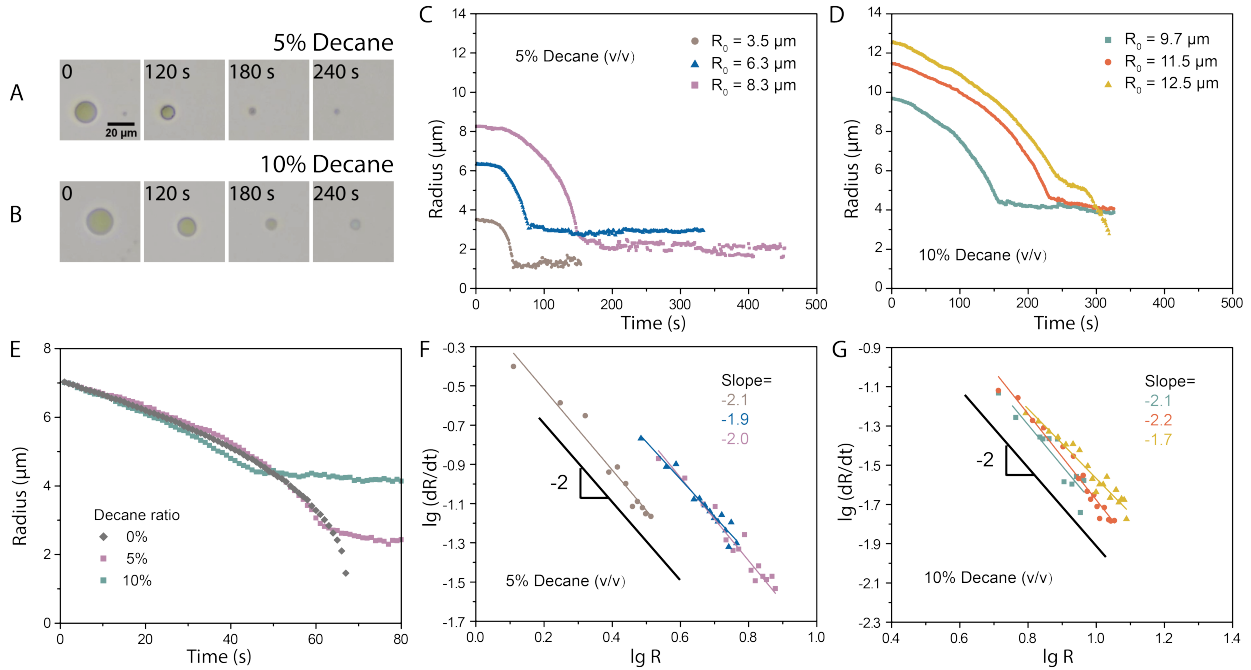 5% Decane
A
0
120 s
180 s
240 s
20 µm
10% Decane
B
0
120 s
180 s
240 s
C
14
12
10
8
6
4
2
0
Radius (µm)
5% Decane (v/v)
R0 = 3.5 µm
R0 = 6.3 µm
R0 = 8.3 µm
0
100
200
300
400
500
Time (s)
D
14
12
10
8
6
4
2
0
Radius (µm)
R0 = 9.7 µm
R0 = 11.5 µm
R0 = 12.5 µm
10% Decane (v/v)
0
100
200
300
400
500
Time (s)
E
8
6
4
2
0
Radius (µm)
Decane ratio
0%
5%
10%
0
20
40
60
80
Time (s)
F
-0.3
-0.5
-0.7
-0.9
-1.1
-1.3
-1.5
-1.7
lg (dR/dt)
Slope=
-2.1
-1.9
-2.0
-2
5% Decane (v/v)
0.0
0.2
0.4
0.6
0.8
1.0
lg R
G
-0.9
-1.1
-1.3
-1.5
-1.7
-1.9
-2.1
-2.3
lg (dR/dt)
Slope=
-2.1
-2.2
-1.7
-2
10% Decane (v/v)
0.4
0.6
0.8
1.0
1.2
1.4
lg R